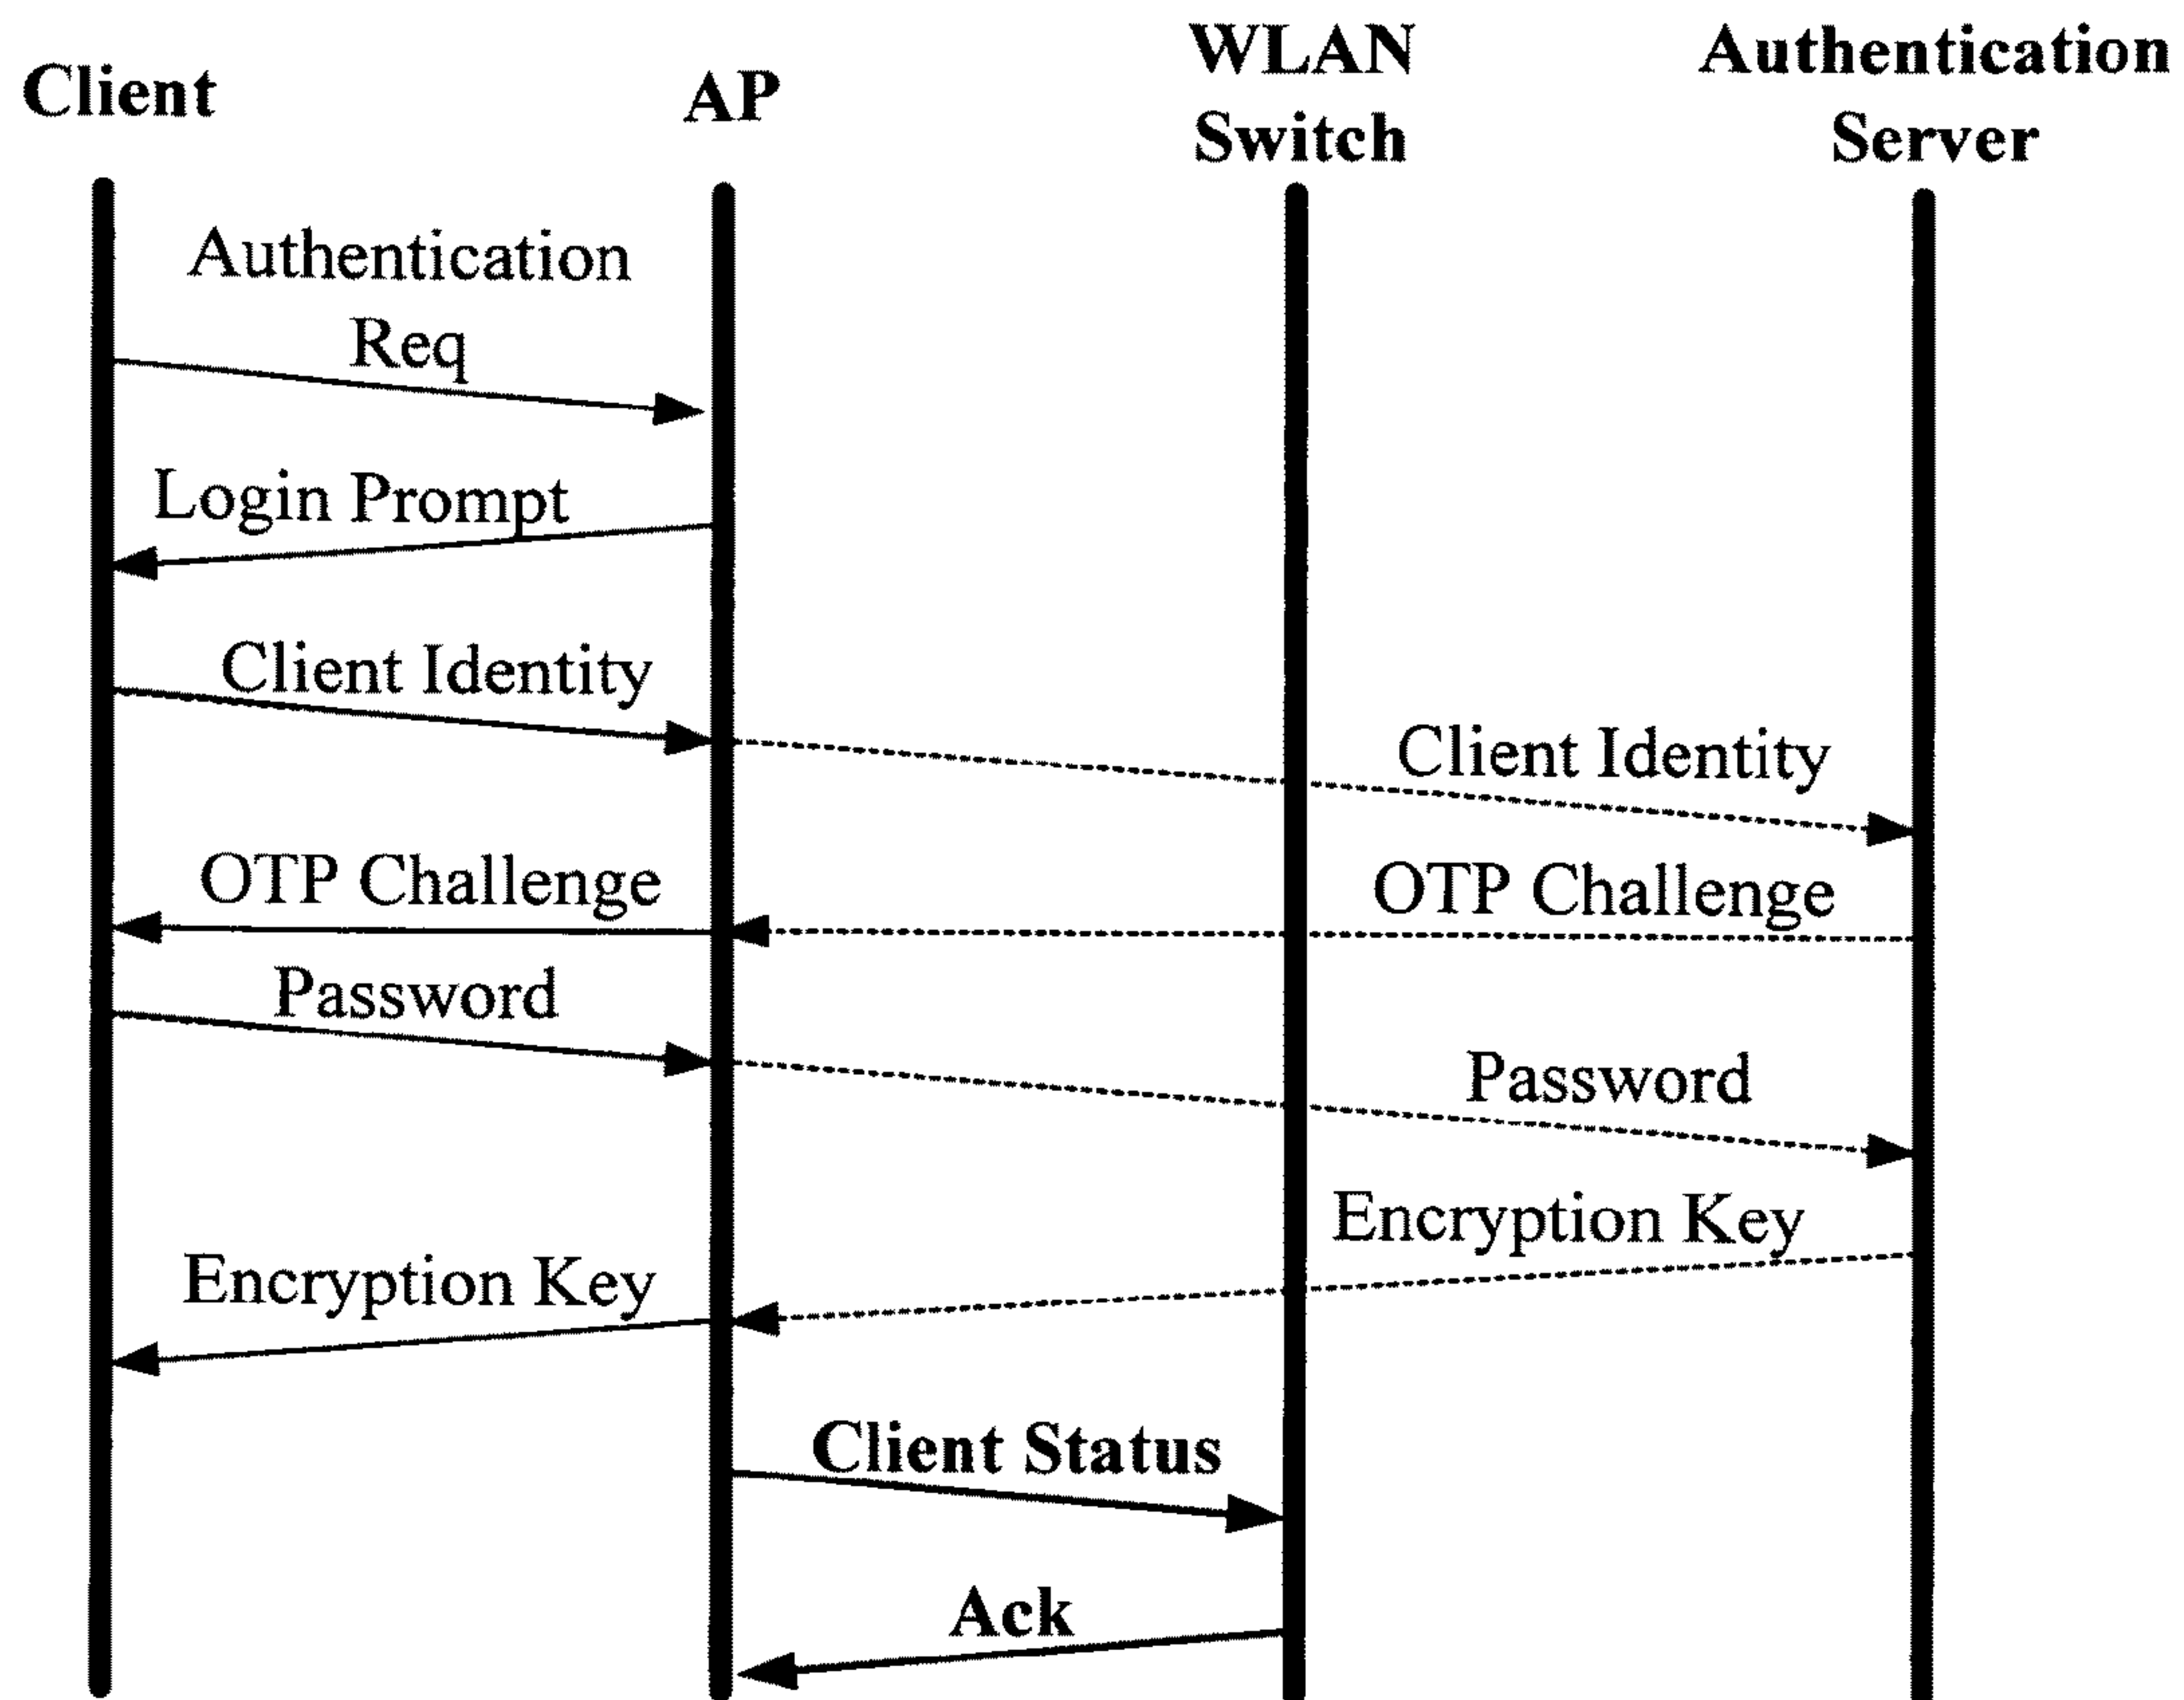 Client
AP
WLAN
Switch
Authentication
Server
Authentication
Req
Login Prompt
Client Identity
Client Identity
OTP Challenge
OTP Challenge
Password
Password
Encryption Key
Encryption Key
Client Status
Ack